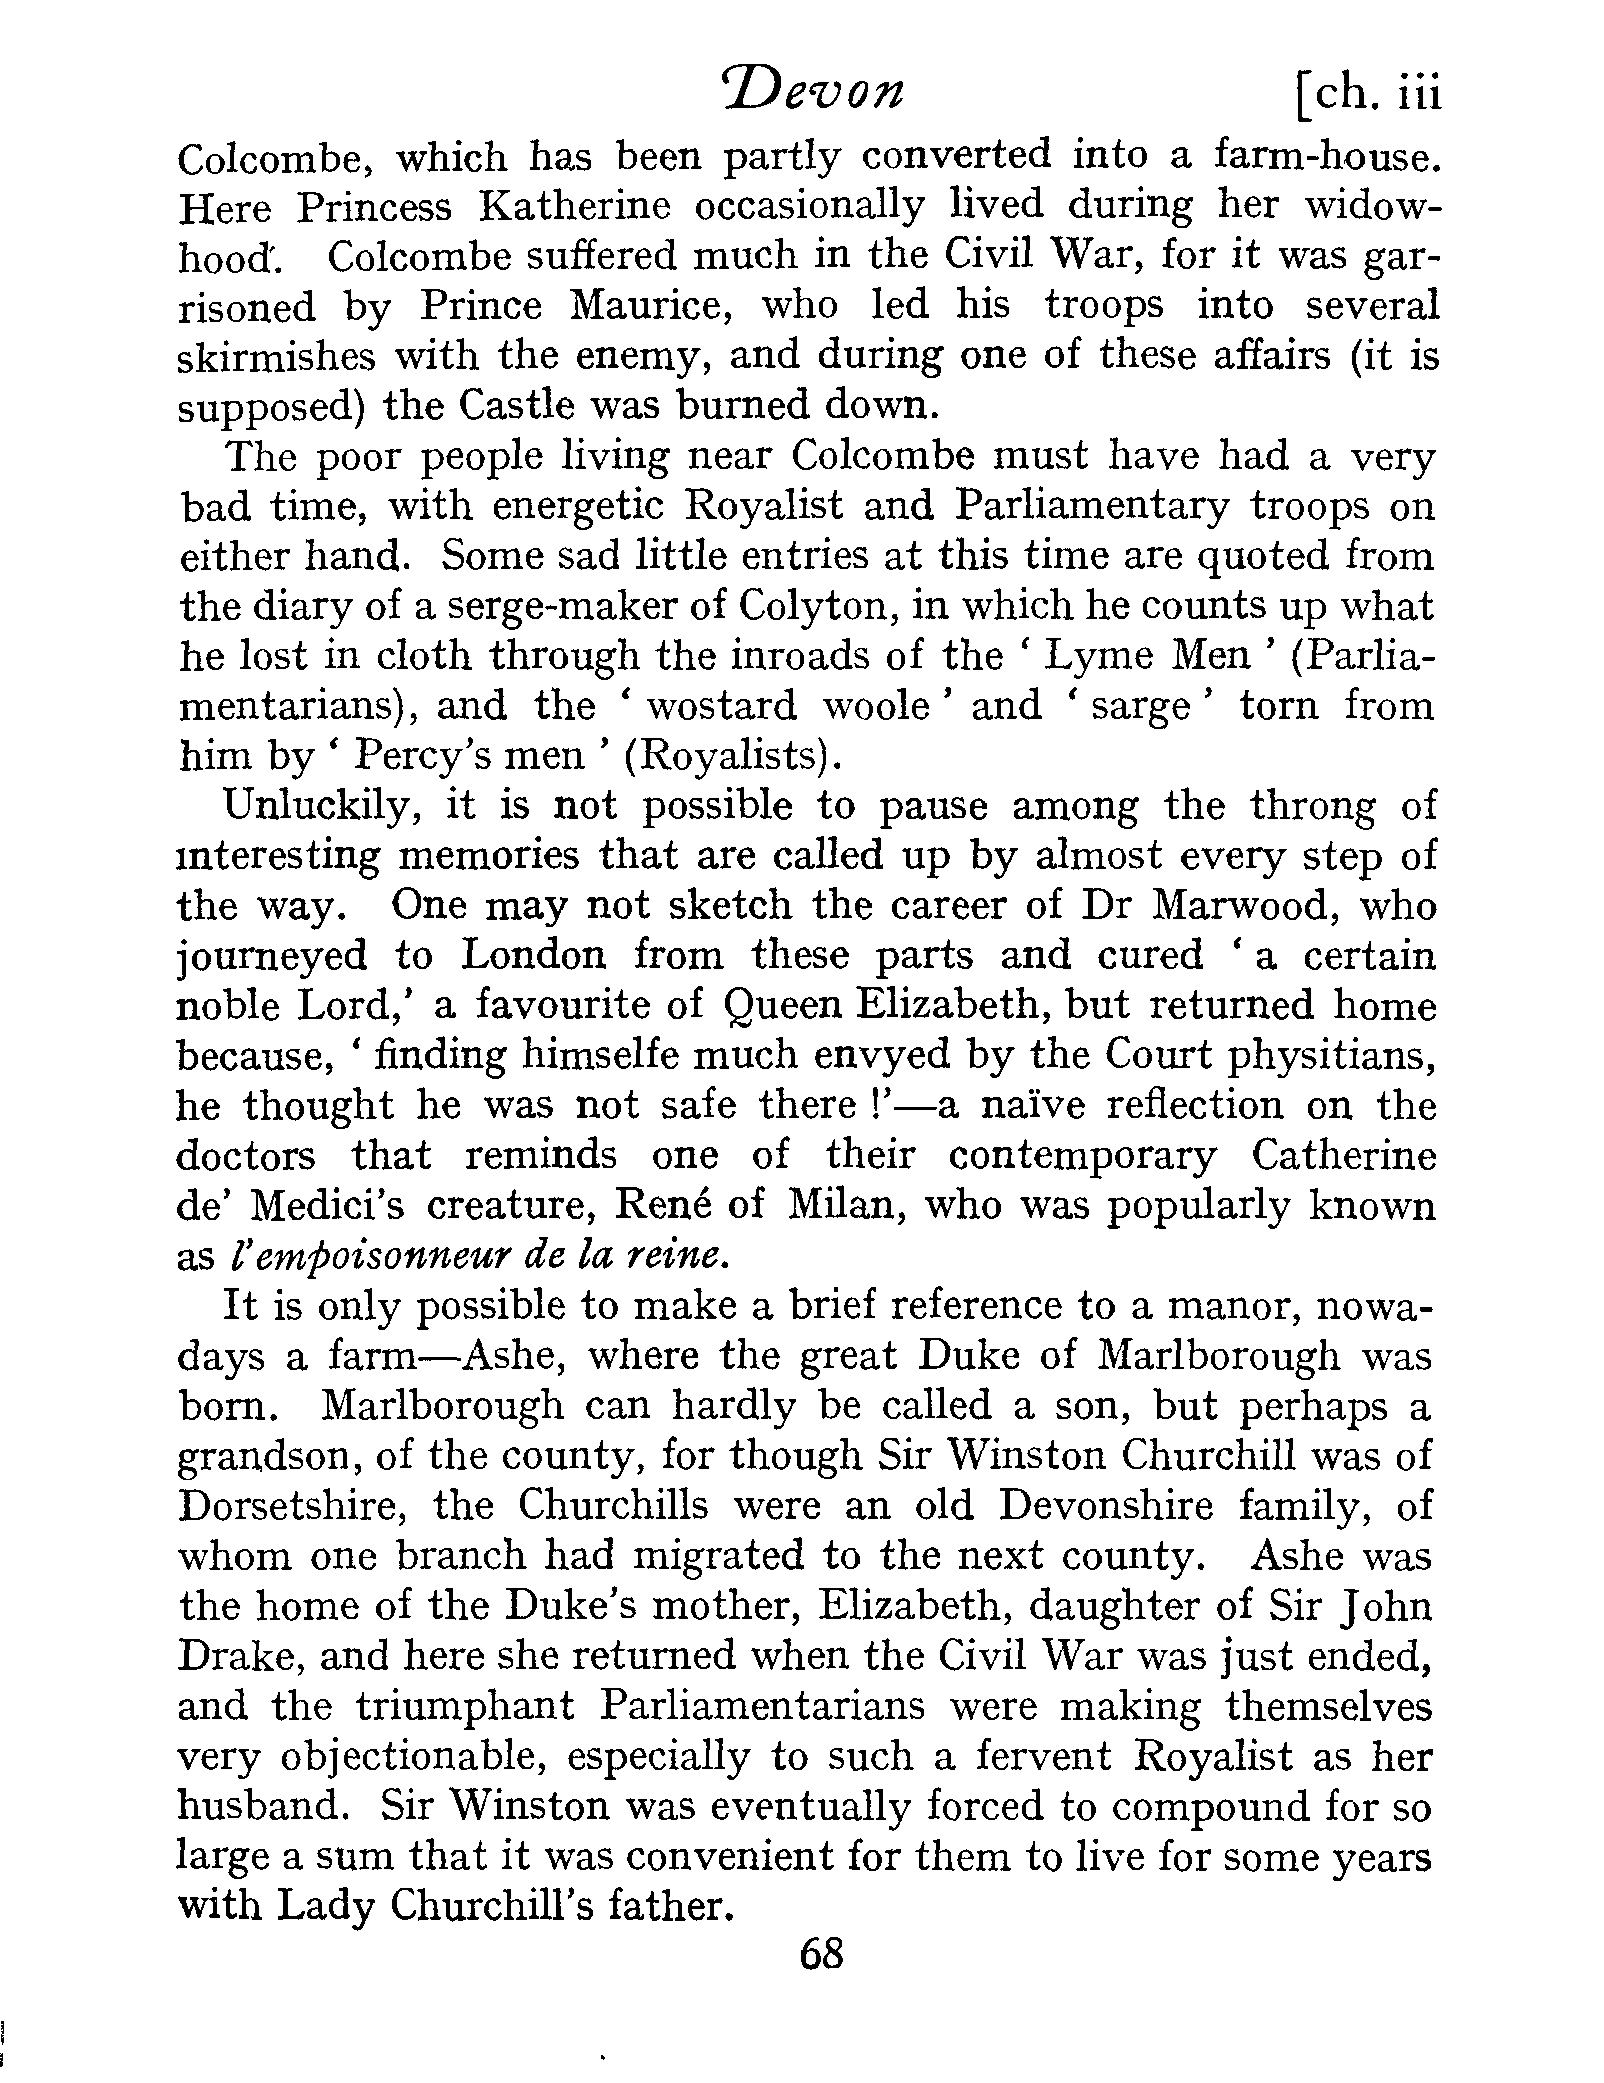 Devon [ch. iii
Colcombe, which has been partly converted into a farm-house.
Here Princess Katherine occasionally lived during her widow-
hood. Colcombe suffered much in the Civil War, for it was gar-
risoned by Prince Maurice, who led his troops into several
skirmishes with the enemy, and during one of these affairs (it is
supposed) the Castle was burned down.
The poor people living near Colcombe must have had a very
bad time, with energetic Royalist and Parliamentary troops on
either hand. Some sad little entries at this time are quoted from
the diary of a serge-maker of Colyton, in which he counts up what
he lost in cloth through the inroads of the ‘ Lyme Men ’ (Parlia-
mentarians), and the ‘ wostard woole ’ and ‘ sarge ’ torn from
him by ‘ Percy’s men ’ (Royalists).
Unluckily, it is not possible to pause among the throng of
interesting memories that are called up by almost every step of
the way. One may not sketch the career of Dr Marwood, who
journeyed to London from these parts and cured ‘ a certain
noble Lord,’ a favourite of Queen Elizabeth, but returned home
because, ‘ finding himselfe much envyed by the Court physitians,
he thought he was not safe there !’—a naïve reflection on the
doctors that reminds one of their contemporary Catherine
de’ Medici’s creature, René of Milan, who was popularly known
as l’empoisonneur de la reine.
It is only possible to make a brief reference to a manor, nowa-
days a farm—Ashe, where the great Duke of Marlborough was
born. Marlborough can hardly be called a son, but perhaps a
grandson, of the county, for though Sir Winston Churchill was of
Dorsetshire, the Churchills were an old Devonshire family, of
whom one branch had migrated to the next county. Ashe was
the home of the Duke’s mother, Elizabeth, daughter of Sir John
Drake, and here she returned when the Civil War was just ended,
and the triumphant Parliamentarians were making themselves
very objectionable, especially to such a fervent Royalist as her
husband. Sir Winston was eventually forced to compound for so
large a sum that it was convenient for them to live for some years
with Lady Churchill’s father.
68